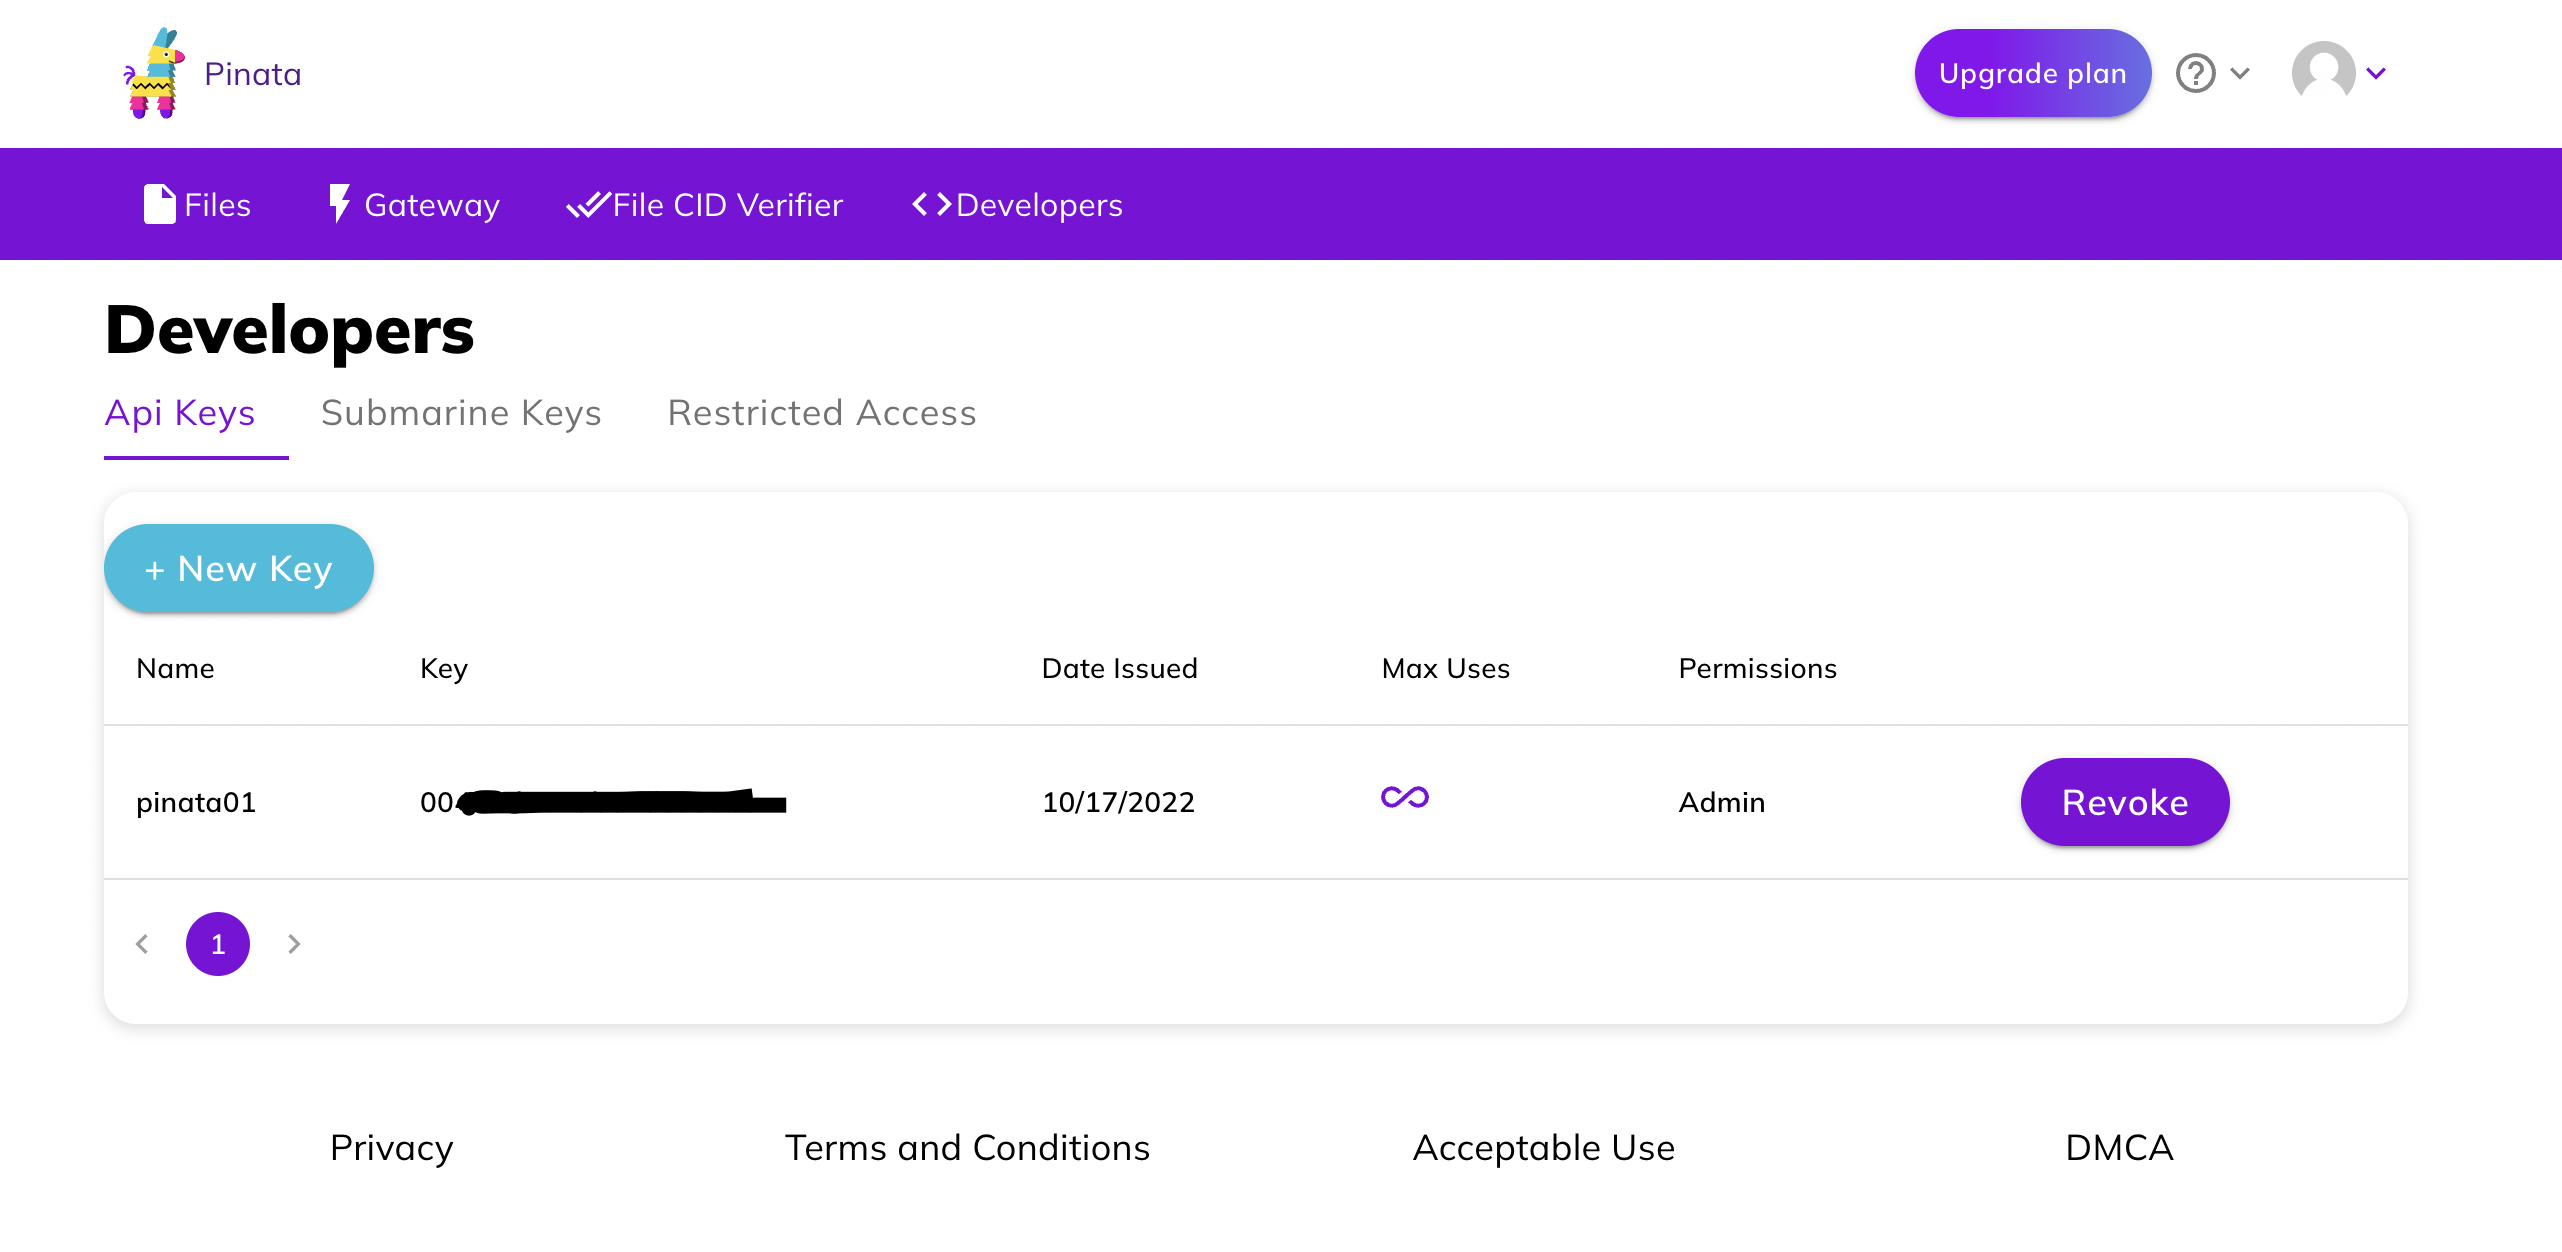 Pinata
Upgrade plan
Files Gateway File CID Verifier Developers
Developers
Api Keys Submarine Keys Restricted Access
+ New Key
Name Key Date Issued Max Uses Permissions
pinata01 00 10/17/2022 Admin Revoke
1
Privacy Terms and Conditions Acceptable Use DMCA